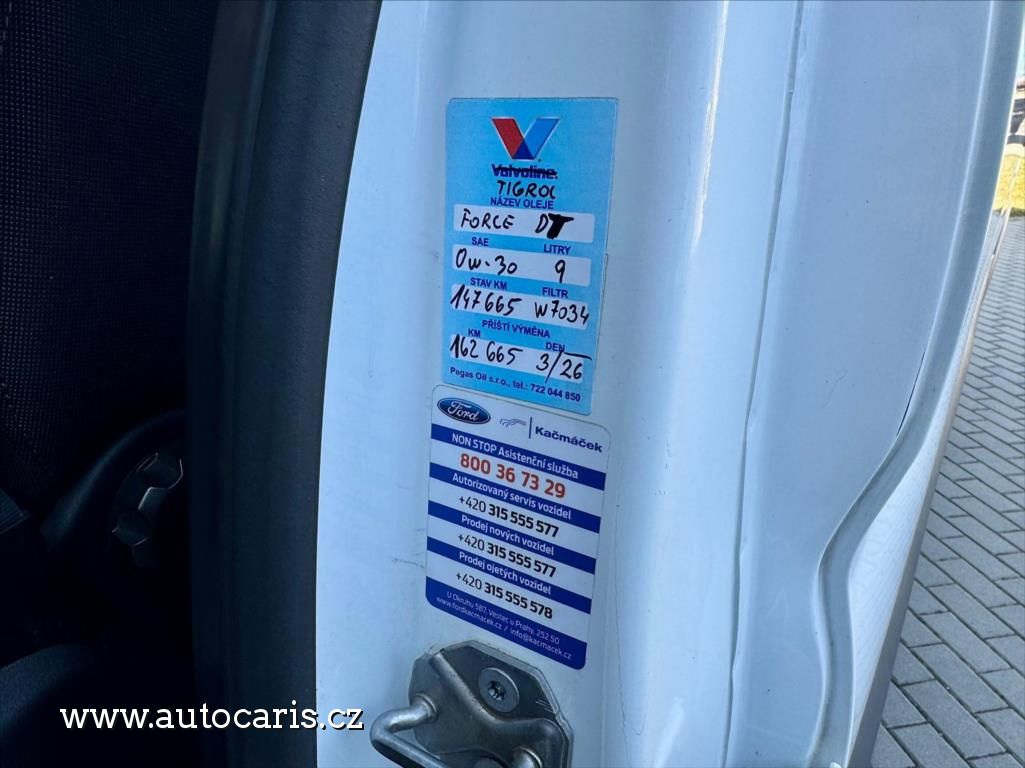 Valvoline.
TIGROL
NÁZEV OLEJE
FORCE DT
SAE LITRY
0w-30 9
STAV KM FILTR
147665 W7034
PŘÍŠTÍ VÝMĚNA
KM DEN
162 665 3/26
Pegas Oil s.r.o., tel.: 722 044 850
Ford Kačmáček
NON STOP Asistenční služba
800 36 73 29
Autorizovaný servis vozidel
+420 315 555 577
Prodej nových vozidel
+420 315 555 577
Prodej ojetých vozidel
+420 315 555 578
U Okruhu 587, Vestec u Prahy, 252 50
www.fordkacmacek.cz / info@kacmacek.cz
www.autocaris.cz